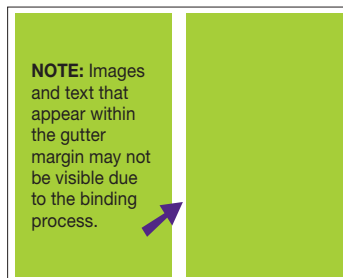 NOTE: Images
and text that
appear within
the gutter
margin may not
be visible due
to the binding
process.